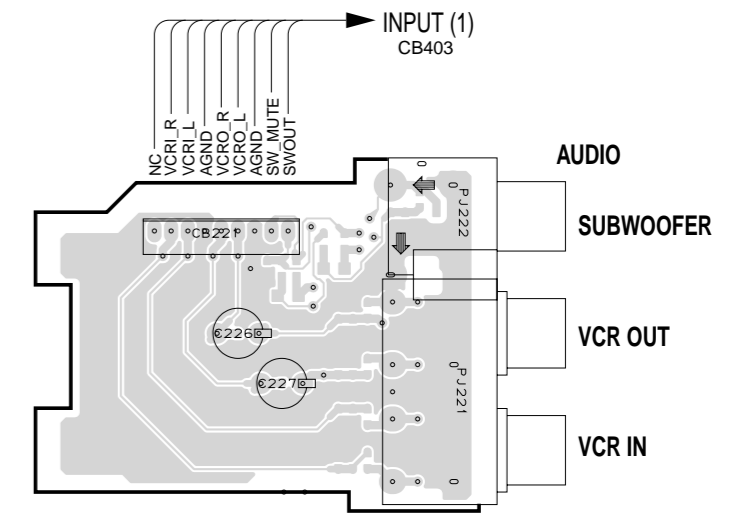 INPUT (1)
CB403
NC
VCRI_R
VCRI_L
AGND
VCRO_R
VCRO_L
AGND
SW_MUTE
SWOUT
AUDIO
PJ222
SUBWOOFER
CB221
C226
VCR OUT
C227
PJ221
VCR IN